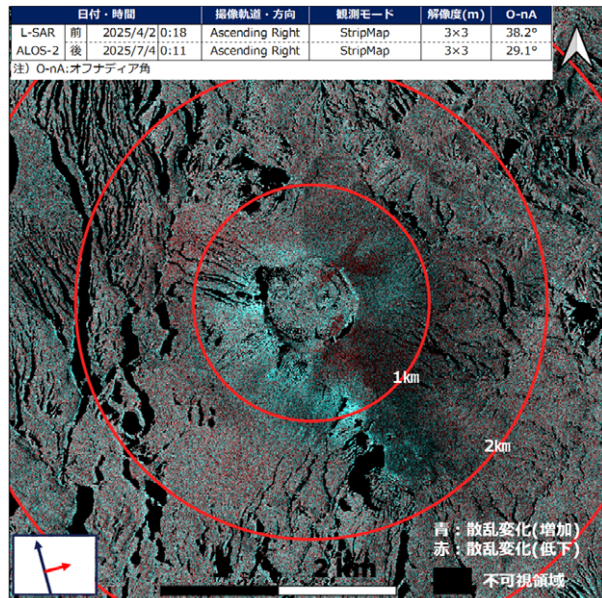 日付・時間 撮像軌道・方向 観測モード 解像度(m) O-nA
L-SAR 前 2025/4/2 0:18 Ascending Right StripMap 3×3 38.2°
ALOS-2 後 2025/7/4 0:11 Ascending Right StripMap 3×3 29.1°
注）O-nA:オフナディア角
1km
2km
青：散乱変化(増加)
赤：散乱変化(低下)
2 km
不可視領域